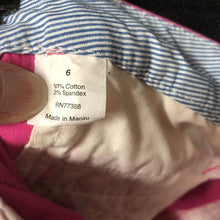 6
97% Cotton
3% Spandex
RN77388
Made in Macau